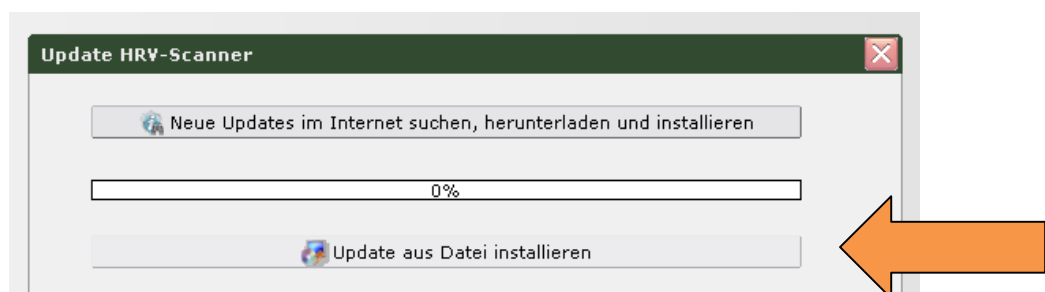 Update HRV-Scanner
Neue Updates im Internet suchen, herunterladen und installieren
0%
Update aus Datei installieren